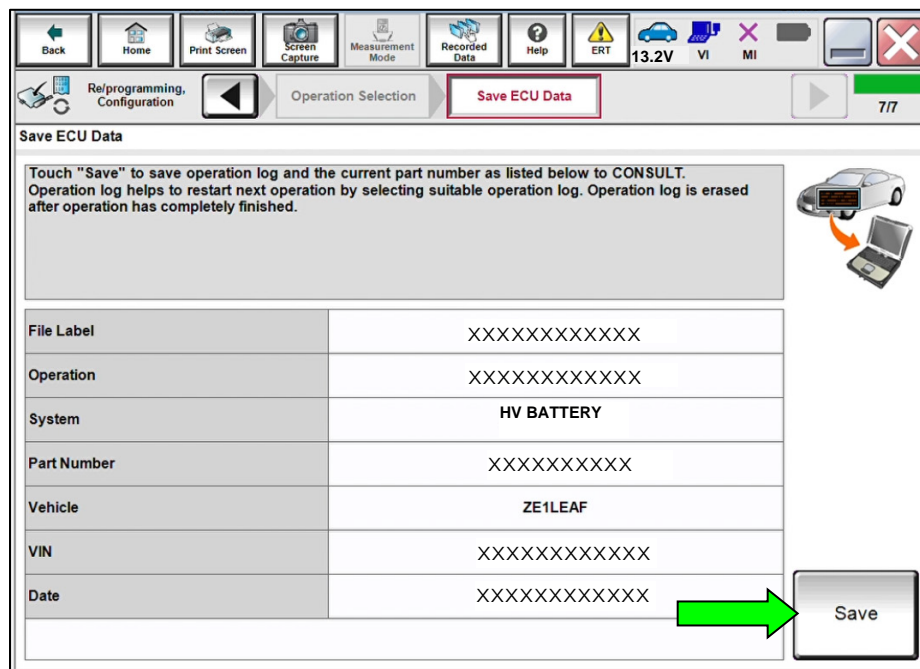 Back
Home
Print Screen
Screen Capture
Measurement Mode
Recorded Data
Help
ERT
13.2V
VI
MI
Re/programming, Configuration
Operation Selection
Save ECU Data
7/7
Save ECU Data
Touch "Save" to save operation log and the current part number as listed below to CONSULT.
Operation log helps to restart next operation by selecting suitable operation log. Operation log is erased
after operation has completely finished.
File Label XXXXXXXXXXXX
Operation XXXXXXXXXXXX
System HV BATTERY
Part Number XXXXXXXXXX
Vehicle ZE1LEAF
VIN XXXXXXXXXXXX
Date XXXXXXXXXXXX
Save